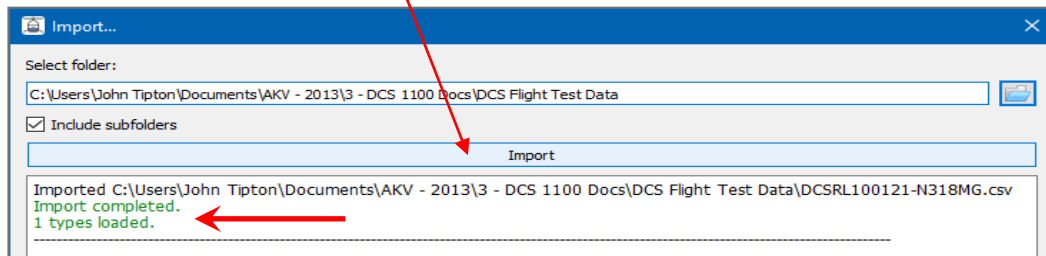 Import...
Select folder:
C:\Users\John Tipton\Documents\AKV - 2013\3 - DCS 1100 Docs\DCS Flight Test Data
Include subfolders
Import
Imported C:\Users\John Tipton\Documents\AKV - 2013\3 - DCS 1100 Docs\DCS Flight Test Data\DCSRL100121-N318MG.csv
Import completed.
1 types loaded.